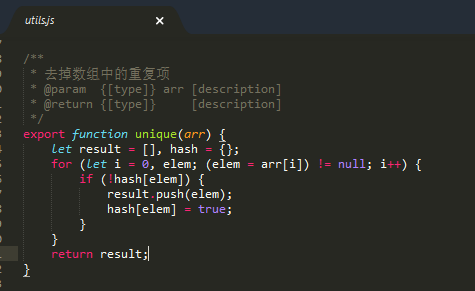 utils.js ×
/**
 * 去掉数组中的重复项
 * @param  {[type]} arr [description]
 * @return {[type]}     [description]
 */
export function unique(arr) {
    let result = [], hash = {};
    for (let i = 0, elem; (elem = arr[i]) != null; i++) {
        if (!hash[elem]) {
            result.push(elem);
            hash[elem] = true;
        }
    }
    return result;
}